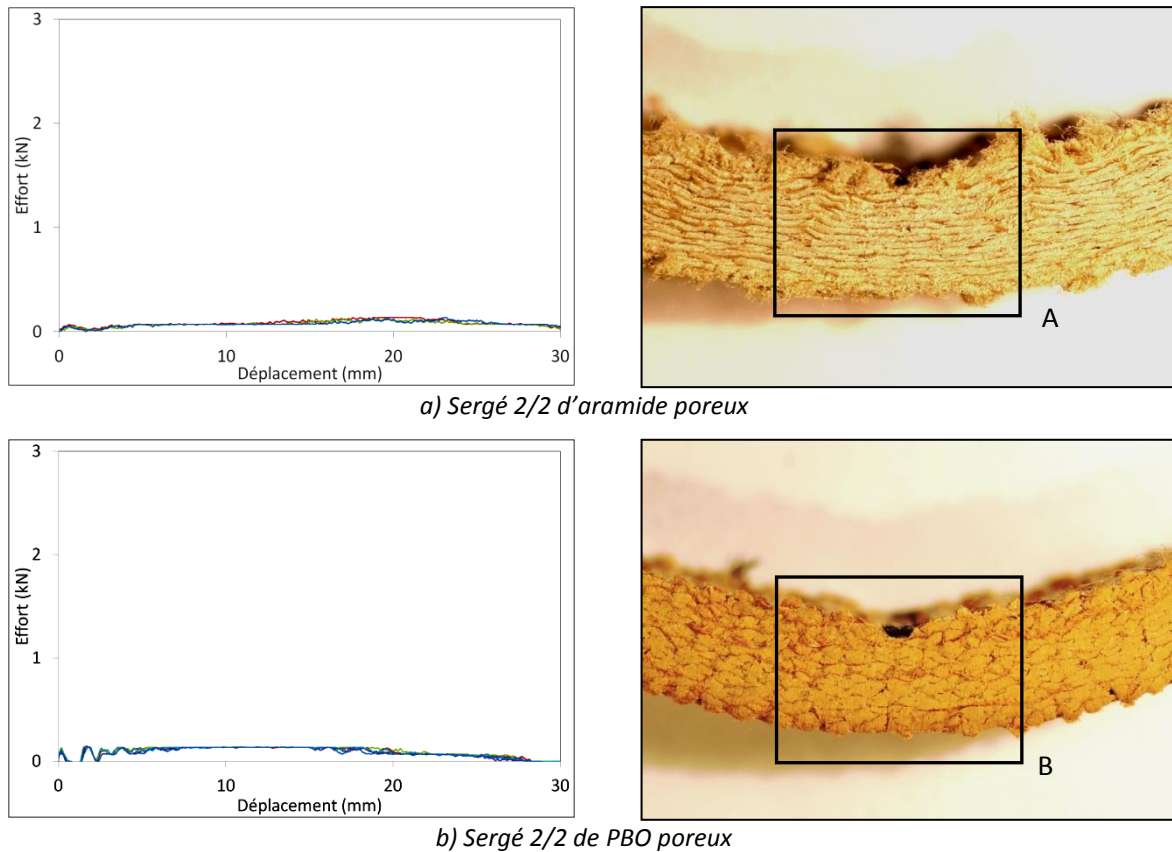 3
2
1
0
Effort (kN)
0 10 20 30
Déplacement (mm)
A
a) Sergé 2/2 d’aramide poreux
3
2
1
0
Effort (kN)
0 10 20 30
Déplacement (mm)
B
b) Sergé 2/2 de PBO poreux